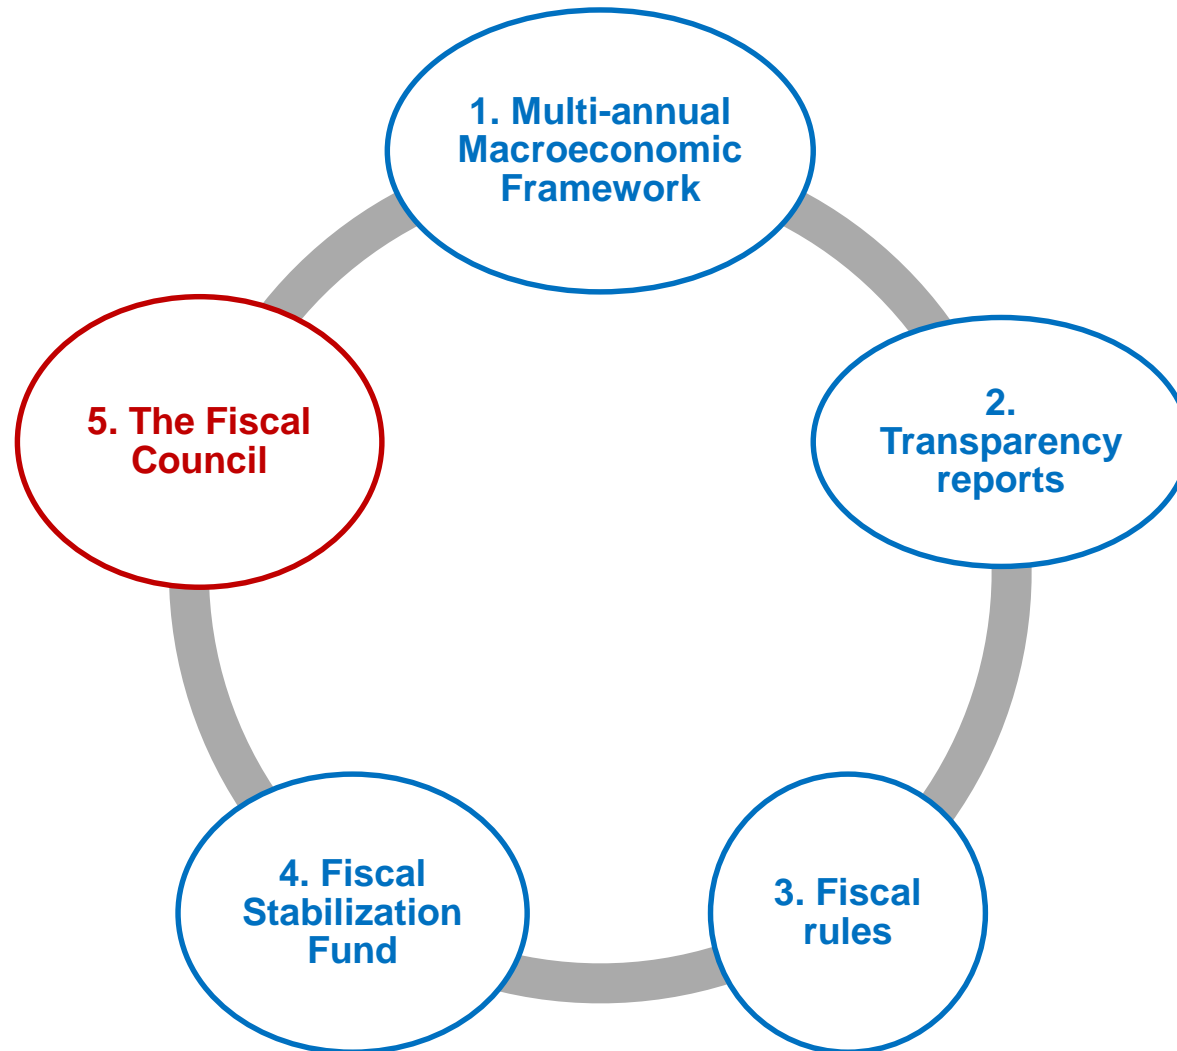 1. Multi-annual
Macroeconomic
Framework
2.
Transparency
reports
3. Fiscal
rules
4. Fiscal
Stabilization
Fund
5. The Fiscal
Council